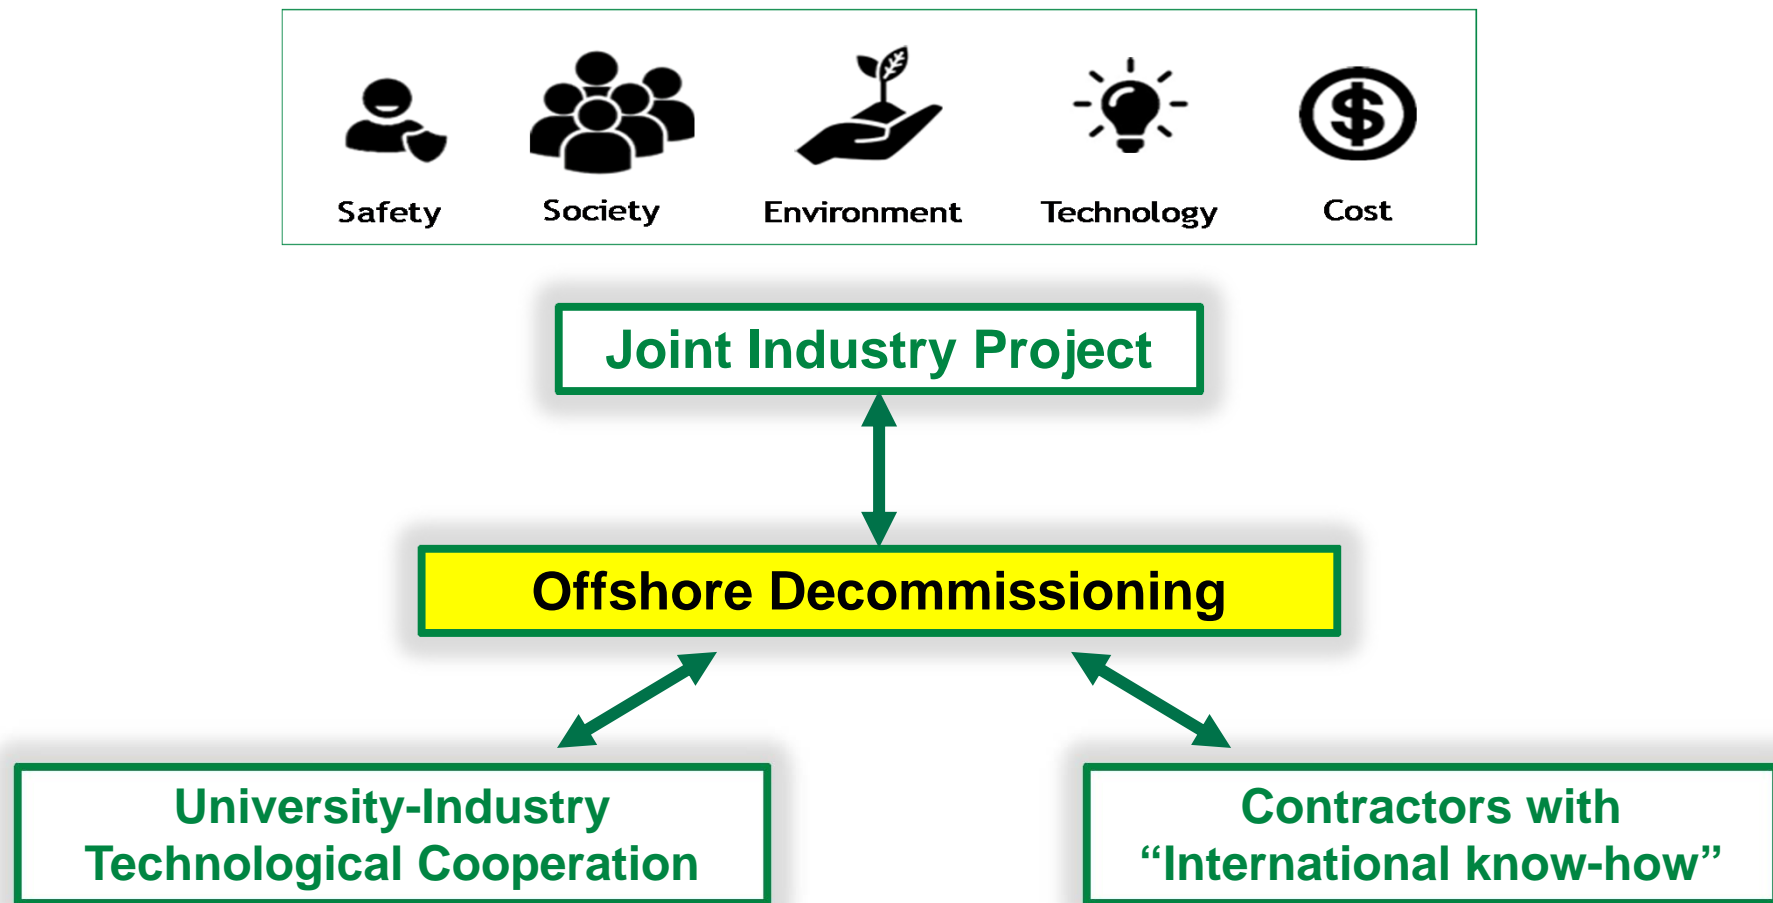 Safety Society Environment Technology Cost
Joint Industry Project
Offshore Decommissioning
University-Industry
Technological Cooperation
Contractors with
“International know-how”